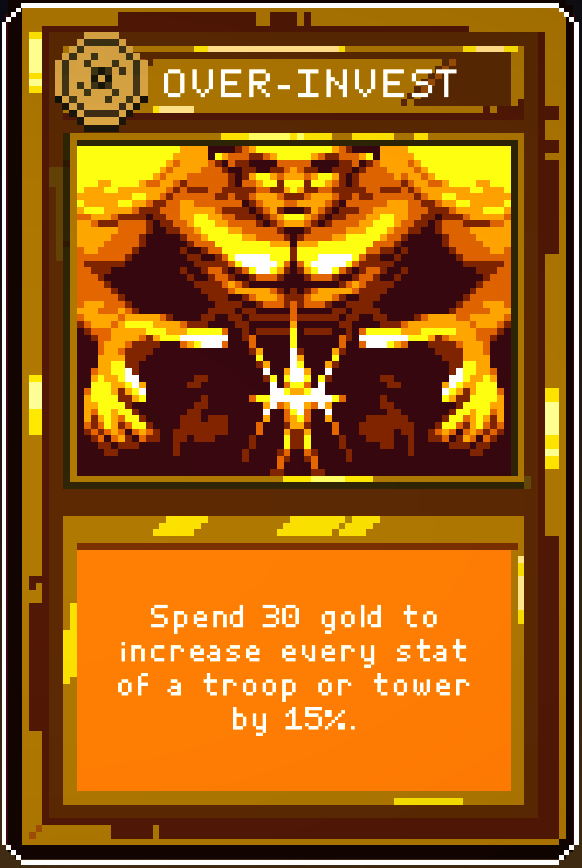 OVER-INVEST
Spend 30 gold to
increase every stat
of a troop or tower
by 15%.